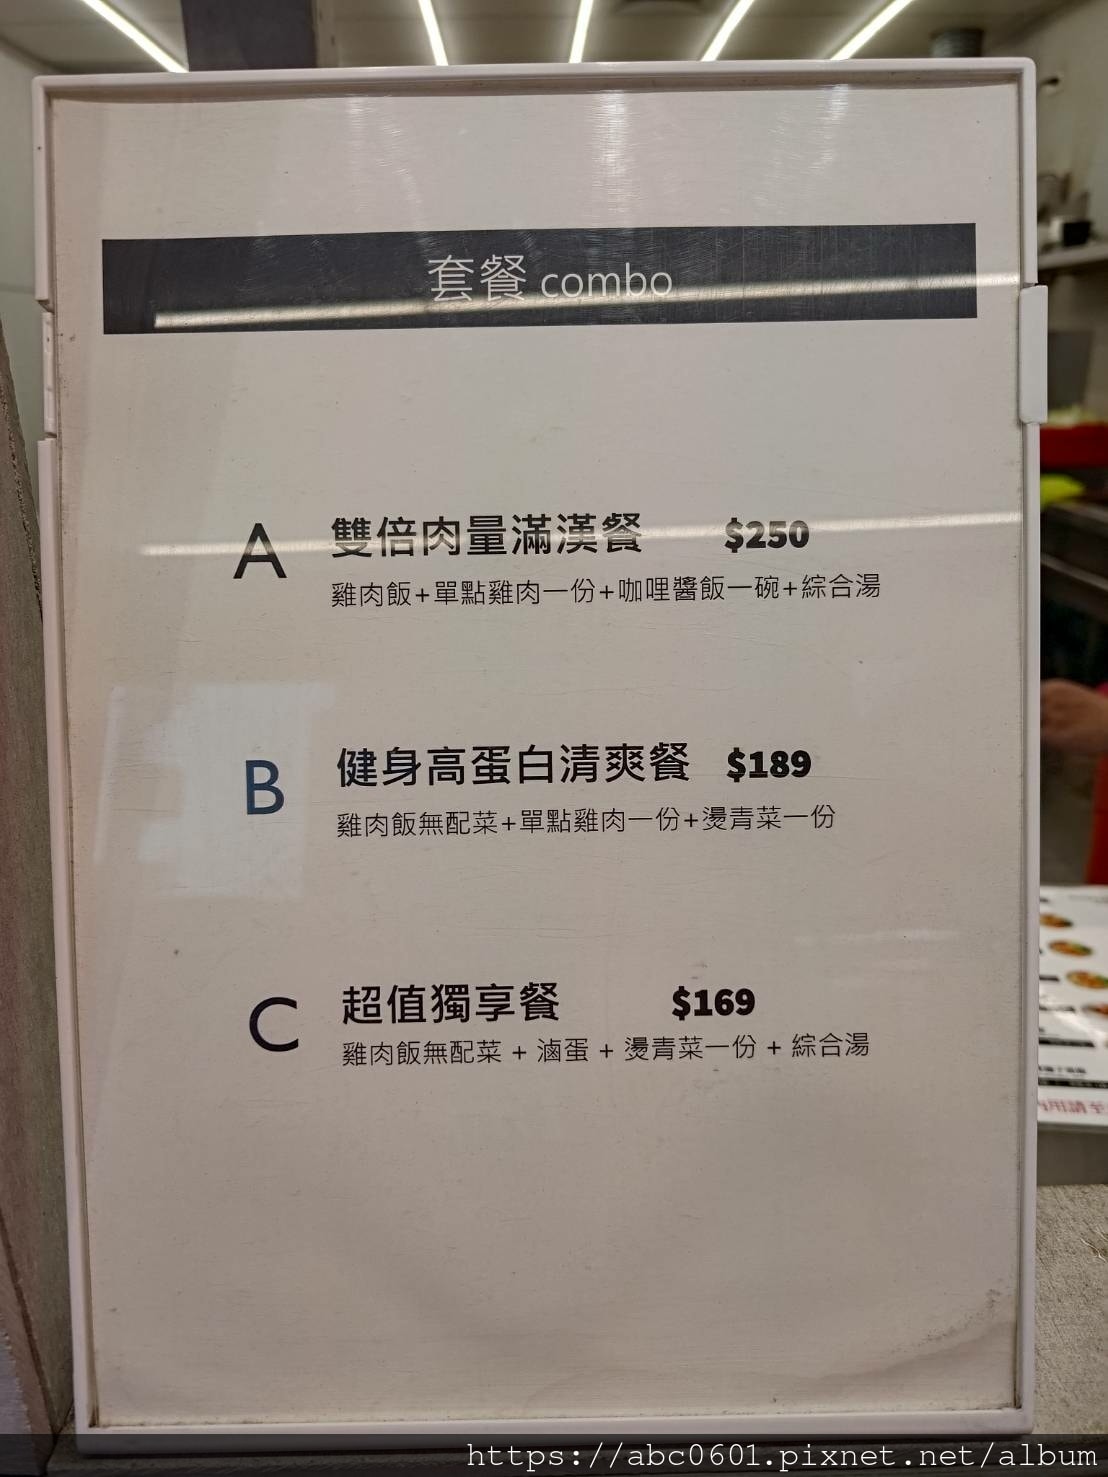 套餐 combo
A 雙倍肉量滿漢餐 $250
雞肉飯+單點雞肉一份+咖哩醬飯一碗+綜合湯
B 健身高蛋白清爽餐 $189
雞肉飯無配菜+單點雞肉一份+燙青菜一份
C 超值獨享餐 $169
雞肉飯無配菜 + 滷蛋 + 燙青菜一份 + 綜合湯
用請至
https://abc0601.pixnet.net/album